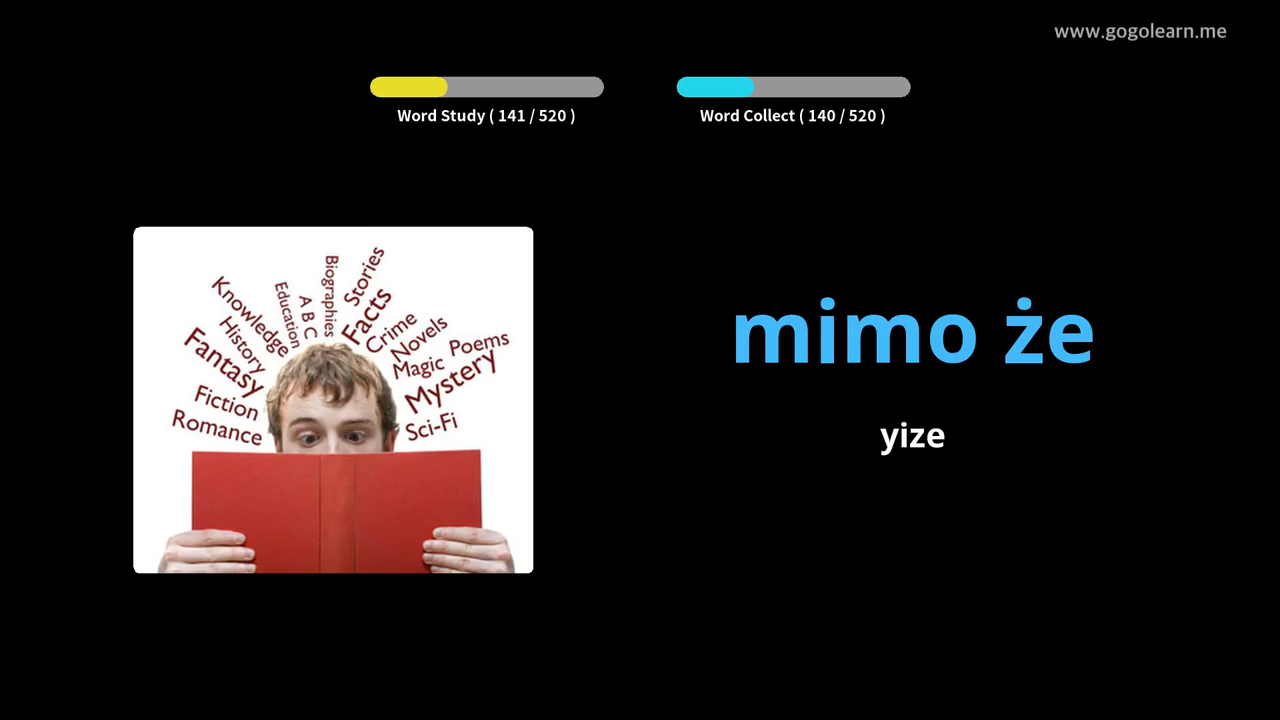 www.gogolearn.me
Word Study ( 141 / 520 )
Word Collect ( 140 / 520 )
Knowledge
Education
A B C
Biographies
Stories
Facts
History
Crime
Novels
Poems
Fantasy
Magic
Mystery
Fiction
Romance
Sci-Fi
mimo że
yize